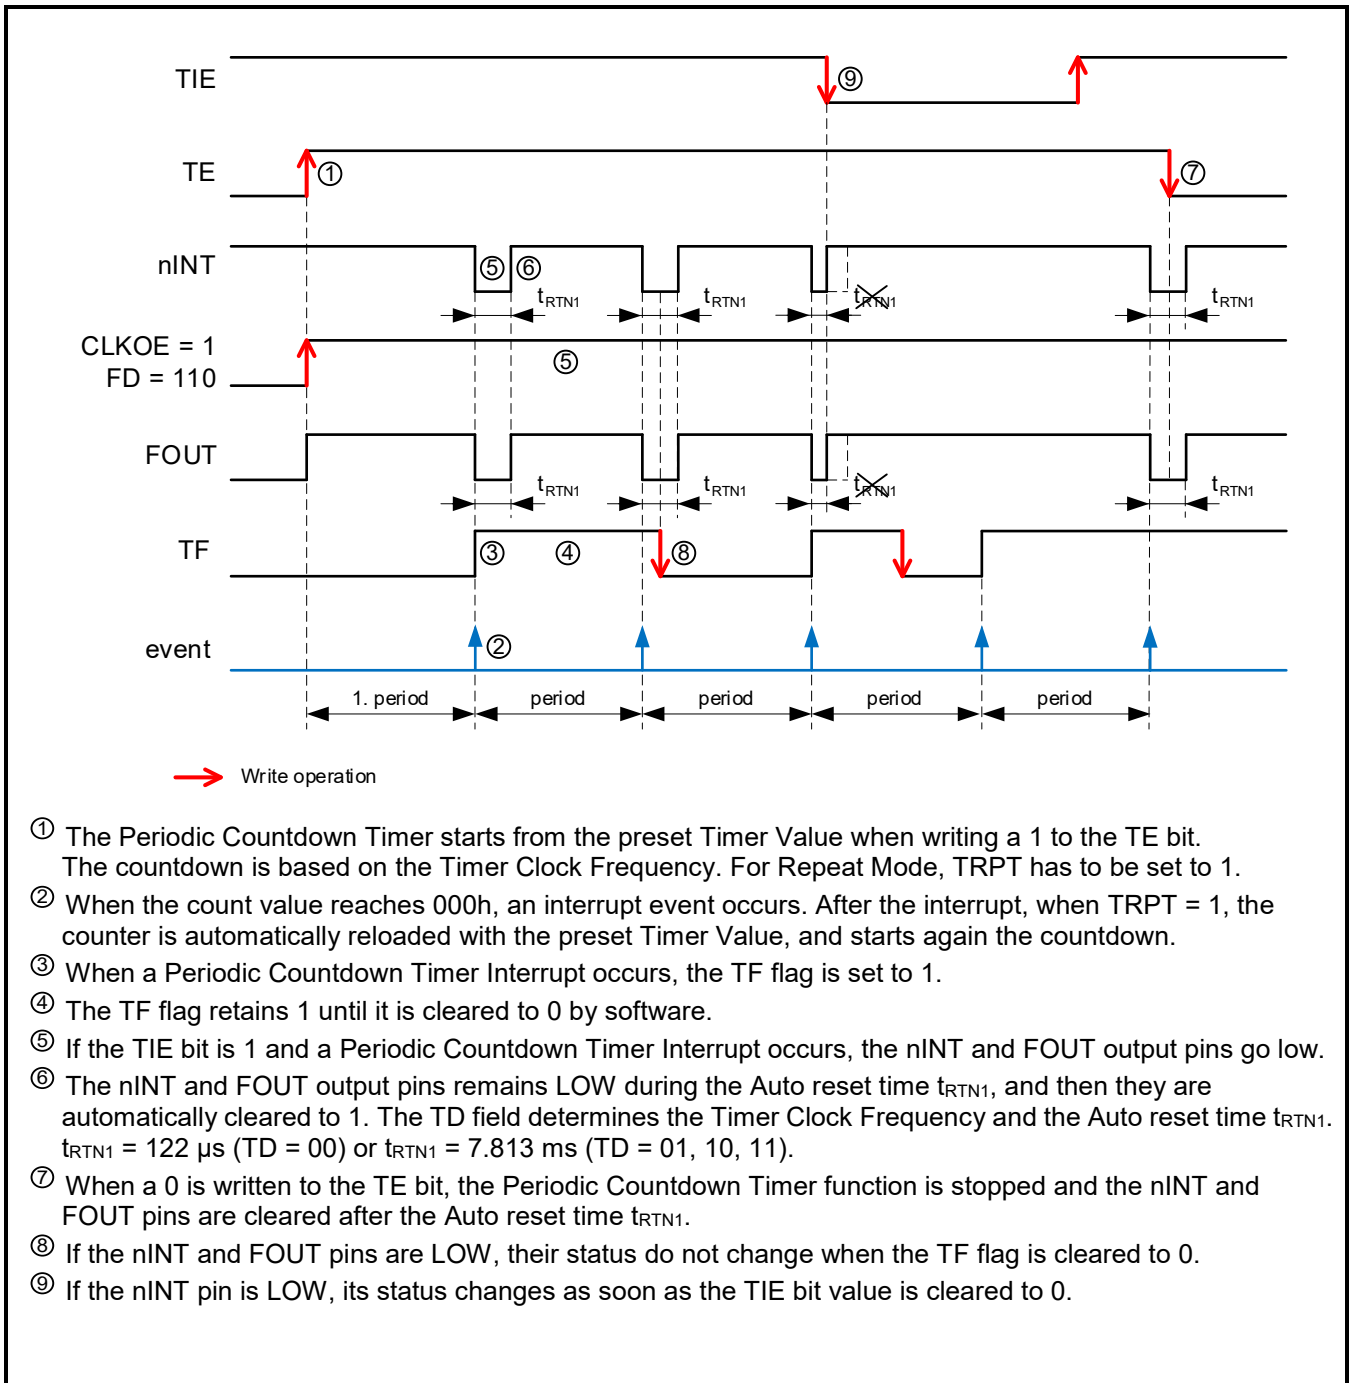 TIE
⑨
TE
①
⑦
nINT
⑤ ⑥
tRTN1 tRTN1 tRTN1 tRTN1
CLKOE = 1
FD = 110
⑤
FOUT
tRTN1 tRTN1 tRTN1 tRTN1
TF
③ ④ ⑧
event
②
1. period period period period period
Write operation
① The Periodic Countdown Timer starts from the preset Timer Value when writing a 1 to the TE bit.
The countdown is based on the Timer Clock Frequency. For Repeat Mode, TRPT has to be set to 1.
② When the count value reaches 000h, an interrupt event occurs. After the interrupt, when TRPT = 1, the
counter is automatically reloaded with the preset Timer Value, and starts again the countdown.
③ When a Periodic Countdown Timer Interrupt occurs, the TF flag is set to 1.
④ The TF flag retains 1 until it is cleared to 0 by software.
⑤ If the TIE bit is 1 and a Periodic Countdown Timer Interrupt occurs, the nINT and FOUT output pins go low.
⑥ The nINT and FOUT output pins remains LOW during the Auto reset time tRTN1, and then they are
automatically cleared to 1. The TD field determines the Timer Clock Frequency and the Auto reset time tRTN1.
tRTN1 = 122 µs (TD = 00) or tRTN1 = 7.813 ms (TD = 01, 10, 11).
⑦ When a 0 is written to the TE bit, the Periodic Countdown Timer function is stopped and the nINT and
FOUT pins are cleared after the Auto reset time tRTN1.
⑧ If the nINT and FOUT pins are LOW, their status do not change when the TF flag is cleared to 0.
⑨ If the nINT pin is LOW, its status changes as soon as the TIE bit value is cleared to 0.